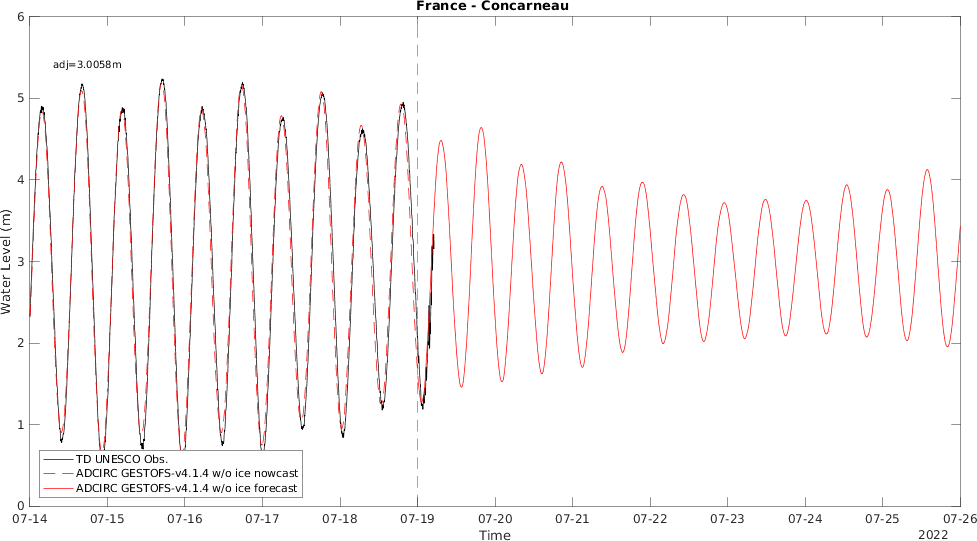 France - Concarneau
adj=3.0058m
Water Level (m)
6
5
4
3
2
1
0
TD UNESCO Obs.
ADCIRC GESTOFS-v4.1.4 w/o ice nowcast
ADCIRC GESTOFS-v4.1.4 w/o ice forecast
07-14 07-15 07-16 07-17 07-18 07-19 07-20 07-21 07-22 07-23 07-24 07-25 07-26
Time
2022